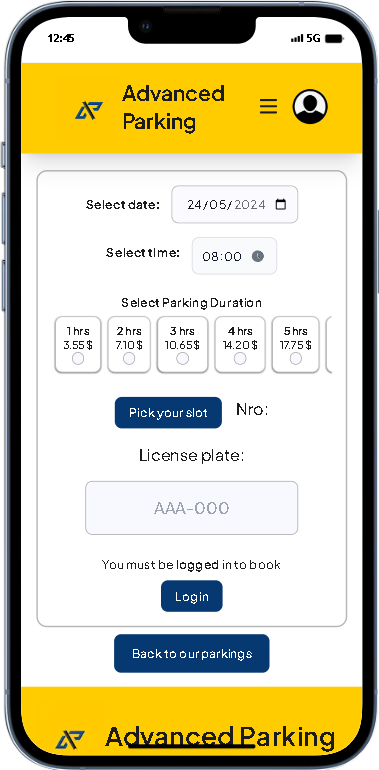 12:45 5G
Advanced
Parking
Select date: 24/05/2024
Select time: 08:00
Select Parking Duration
1 hrs 2 hrs 3 hrs 4 hrs 5 hrs
3.55 $ 7.10 $ 10.65 $ 14.20 $ 17.75 $
Pick your slot Nro:
License plate:
AAA-000
You must be logged in to book
Login
Back to our parkings
Advanced Parking